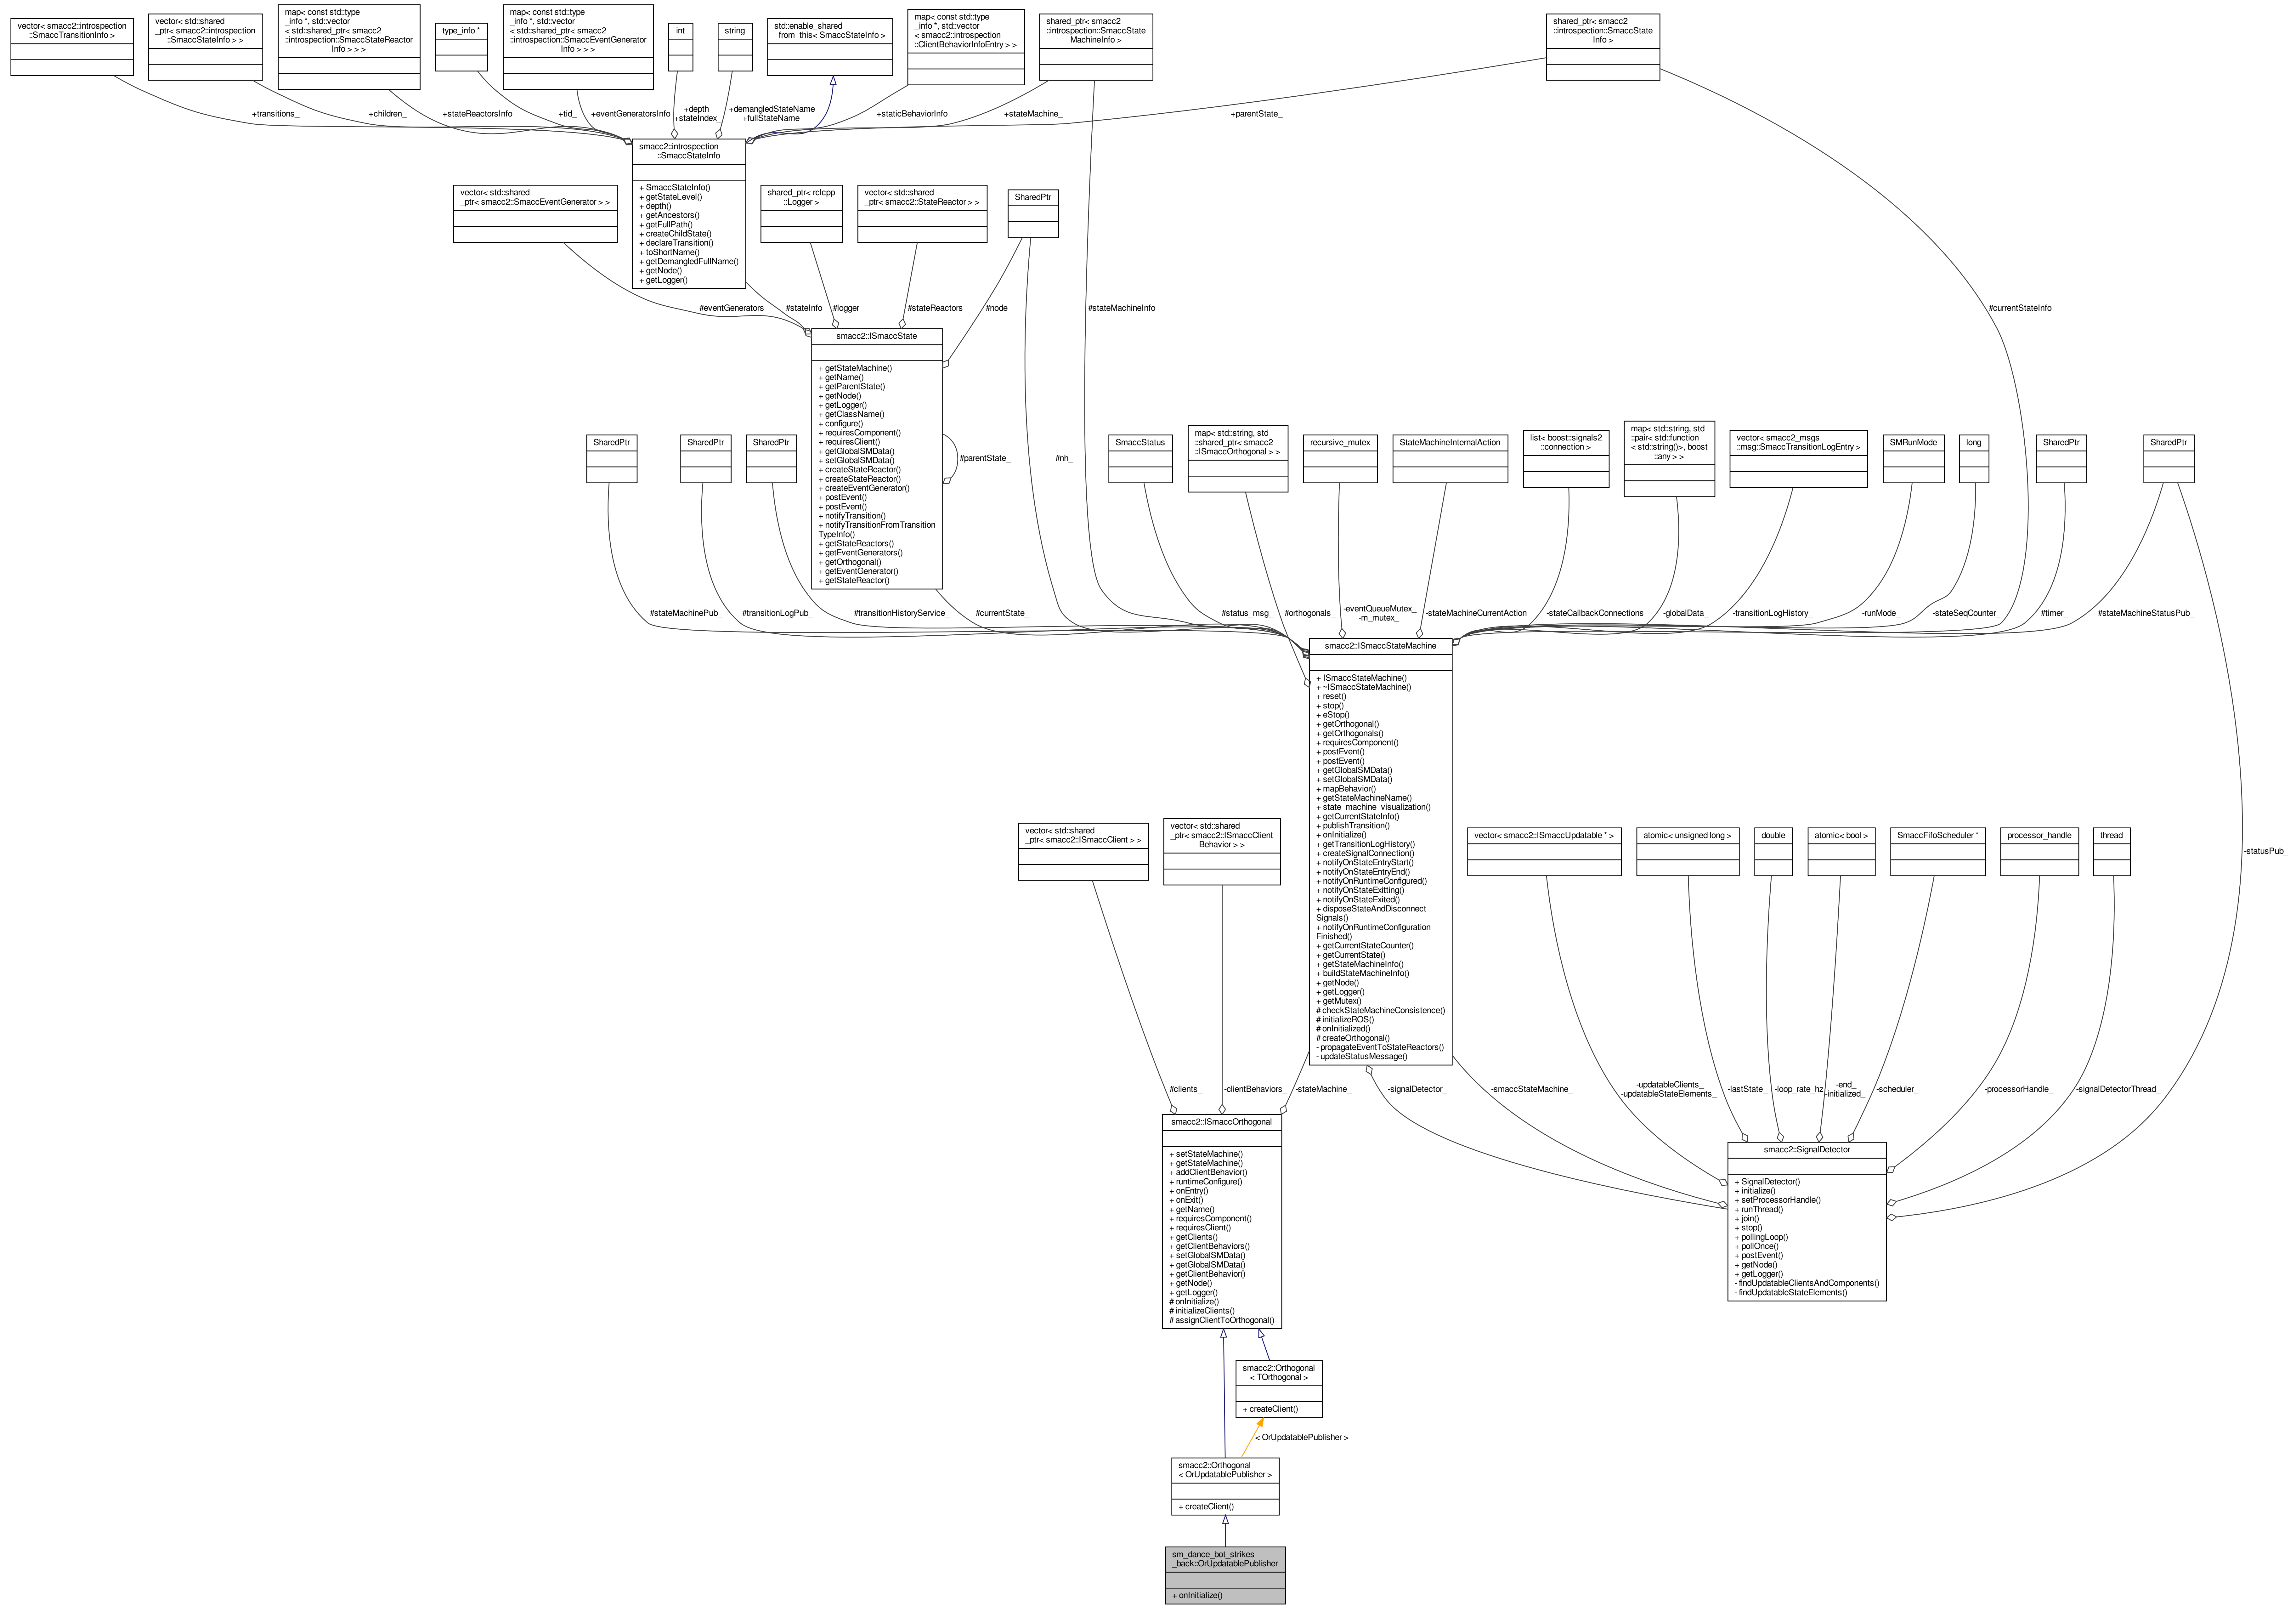 vector< smacc2::introspection
::SmaccTransitionInfo >
vector< std::shared
_ptr< smacc2::introspection
::SmaccStateInfo > >
map< const std::type
_info *, std::vector
< std::shared_ptr< smacc2
::introspection::SmaccStateReactor
Info > > >
type_info *
map< const std::type
_info *, std::vector
< std::shared_ptr< smacc2
::introspection::SmaccEventGenerator
Info > > >
int
string
std::enable_shared
_from_this< SmaccStateInfo >
map< const std::type
_info *, std::vector
< smacc2::introspection
::ClientBehaviorInfoEntry > >
shared_ptr< smacc2
::introspection::SmaccState
MachineInfo >
shared_ptr< smacc2
::introspection::SmaccState
Info >
+transitions_
+children_
+stateReactorsInfo
+tid_
+eventGeneratorsInfo
+depth_
+stateIndex_
+demangledStateName
+fullStateName
+staticBehaviorInfo
+stateMachine_
+parentState_
smacc2::introspection
::SmaccStateInfo
+ SmaccStateInfo()
+ getStateLevel()
+ depth()
+ getAncestors()
+ getFullPath()
+ createChildState()
+ declareTransition()
+ toShortName()
+ getDemangledFullName()
+ getNode()
+ getLogger()
vector< std::shared
_ptr< smacc2::SmaccEventGenerator > >
shared_ptr< rclcpp
::Logger >
vector< std::shared
_ptr< smacc2::StateReactor > >
SharedPtr
#eventGenerators_
#stateInfo_
#logger_
#stateReactors_
#node_
#stateMachineInfo_
#currentStateInfo_
smacc2::ISmaccState
+ getStateMachine()
+ getName()
+ getParentState()
+ getNode()
+ getLogger()
+ getClassName()
+ configure()
+ requiresComponent()
+ requiresClient()
+ getGlobalSMData()
+ setGlobalSMData()
+ createStateReactor()
+ createStateReactor()
+ createEventGenerator()
+ postEvent()
+ postEvent()
+ notifyTransition()
+ notifyTransitionFromTransition
TypeInfo()
+ getStateReactors()
+ getEventGenerators()
+ getOrthogonal()
+ getEventGenerator()
+ getStateReactor()
#parentState_
#nh_
SharedPtr
SharedPtr
SharedPtr
SmaccStatus
map< std::string, std
::shared_ptr< smacc2
::ISmaccOrthogonal > >
recursive_mutex
StateMachineInternalAction
list< boost::signals2
::connection >
map< std::string, std
::pair< std::function
< std::string()>, boost
::any > >
vector< smacc2_msgs
::msg::SmaccTransitionLogEntry >
SMRunMode
long
SharedPtr
SharedPtr
#stateMachinePub_
#transitionLogPub_
#transitionHistoryService_
#currentState_
#status_msg_
#orthogonals_
-eventQueueMutex_
-m_mutex_
-stateMachineCurrentAction
-stateCallbackConnections
-globalData_
-transitionLogHistory_
-runMode_
-stateSeqCounter_
#timer_
#stateMachineStatusPub_
smacc2::ISmaccStateMachine
+ ISmaccStateMachine()
+ ~ISmaccStateMachine()
+ reset()
+ stop()
+ eStop()
+ getOrthogonal()
+ getOrthogonals()
+ requiresComponent()
+ postEvent()
+ postEvent()
+ getGlobalSMData()
+ setGlobalSMData()
+ mapBehavior()
+ getStateMachineName()
+ state_machine_visualization()
+ getCurrentStateInfo()
+ publishTransition()
+ onInitialize()
+ getTransitionLogHistory()
+ createSignalConnection()
+ notifyOnStateEntryStart()
+ notifyOnStateEntryEnd()
+ notifyOnRuntimeConfigured()
+ notifyOnStateExitting()
+ notifyOnStateExited()
+ disposeStateAndDisconnect
Signals()
+ notifyOnRuntimeConfiguration
Finished()
+ getCurrentStateCounter()
+ getCurrentState()
+ getStateMachineInfo()
+ buildStateMachineInfo()
+ getNode()
+ getLogger()
+ getMutex()
# checkStateMachineConsistence()
# initializeROS()
# onInitialized()
# createOrthogonal()
- propagateEventToStateReactors()
- updateStatusMessage()
vector< std::shared
_ptr< smacc2::ISmaccClient > >
vector< std::shared
_ptr< smacc2::ISmaccClient
Behavior > >
vector< smacc2::ISmaccUpdatable * >
atomic< unsigned long >
double
atomic< bool >
SmaccFifoScheduler *
processor_handle
thread
-statusPub_
#clients_
-clientBehaviors_
-stateMachine_
-signalDetector_
-smaccStateMachine_
-updatableClients_
-updatableStateElements_
-lastState_
-loop_rate_hz
-end_
-initialized_
-scheduler_
-processorHandle_
-signalDetectorThread_
smacc2::ISmaccOrthogonal
+ setStateMachine()
+ getStateMachine()
+ addClientBehavior()
+ runtimeConfigure()
+ onEntry()
+ onExit()
+ getName()
+ requiresComponent()
+ requiresClient()
+ getClients()
+ getClientBehaviors()
+ setGlobalSMData()
+ getGlobalSMData()
+ getClientBehavior()
+ getNode()
+ getLogger()
# onInitialize()
# initializeClients()
# assignClientToOrthogonal()
smacc2::SignalDetector
+ SignalDetector()
+ initialize()
+ setProcessorHandle()
+ runThread()
+ join()
+ stop()
+ pollingLoop()
+ pollOnce()
+ postEvent()
+ getNode()
+ getLogger()
- findUpdatableClientsAndComponents()
- findUpdatableStateElements()
smacc2::Orthogonal
< TOrthogonal >
+ createClient()
< OrUpdatablePublisher >
smacc2::Orthogonal
< OrUpdatablePublisher >
+ createClient()
sm_dance_bot_strikes
_back::OrUpdatablePublisher
+ onInitialize()